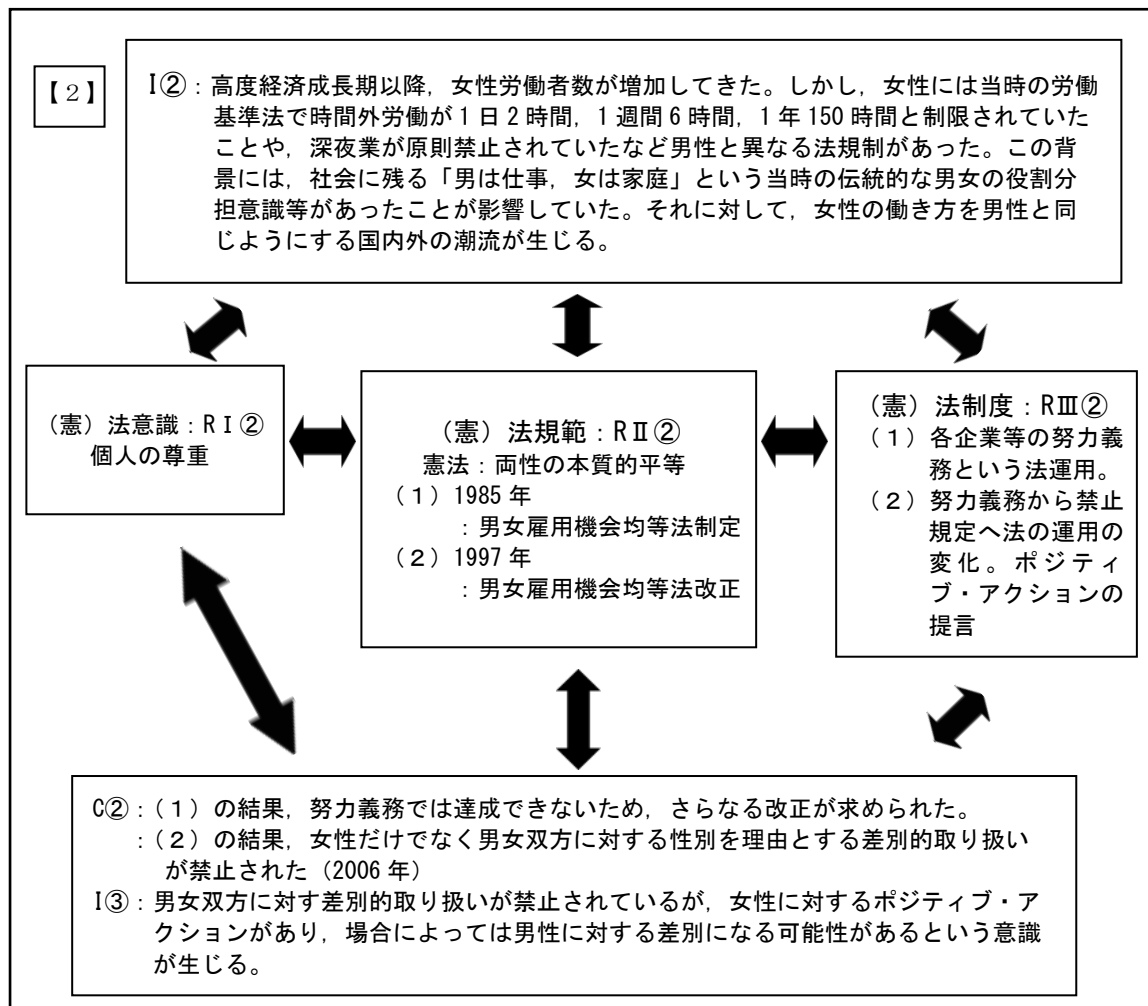 【2】
I②：高度経済成長期以降，女性労働者数が増加してきた。しかし，女性には当時の労働
基準法で時間外労働が1日2時間，1週間6時間，1年150時間と制限されていた
ことや，深夜業が原則禁止されていたなど男性と異なる法規制があった。この背
景には，社会に残る「男は仕事，女は家庭」という当時の伝統的な男女の役割分
担意識等があったことが影響していた。それに対して，女性の働き方を男性と同
じようにする国内外の潮流が生じる。
（憲）法意識：RⅠ②
個人の尊重
（憲）法規範：RⅡ②
憲法：両性の本質的平等
（1）1985年
：男女雇用機会均等法制定
（2）1997年
：男女雇用機会均等法改正
（憲）法制度：RⅢ②
（1）各企業等の努力義
務という法運用。
（2）努力義務から禁止
規定へ法の運用の
変化。ポジティ
ブ・アクションの
提言
C②：（1）の結果，努力義務では達成できないため，さらなる改正が求められた。
：（2）の結果，女性だけでなく男女双方に対する性別を理由とする差別的取り扱い
が禁止された（2006年）
I③：男女双方に対す差別的取り扱いが禁止されているが，女性に対するポジティブ・ア
クションがあり，場合によっては男性に対する差別になる可能性があるという意識
が生じる。